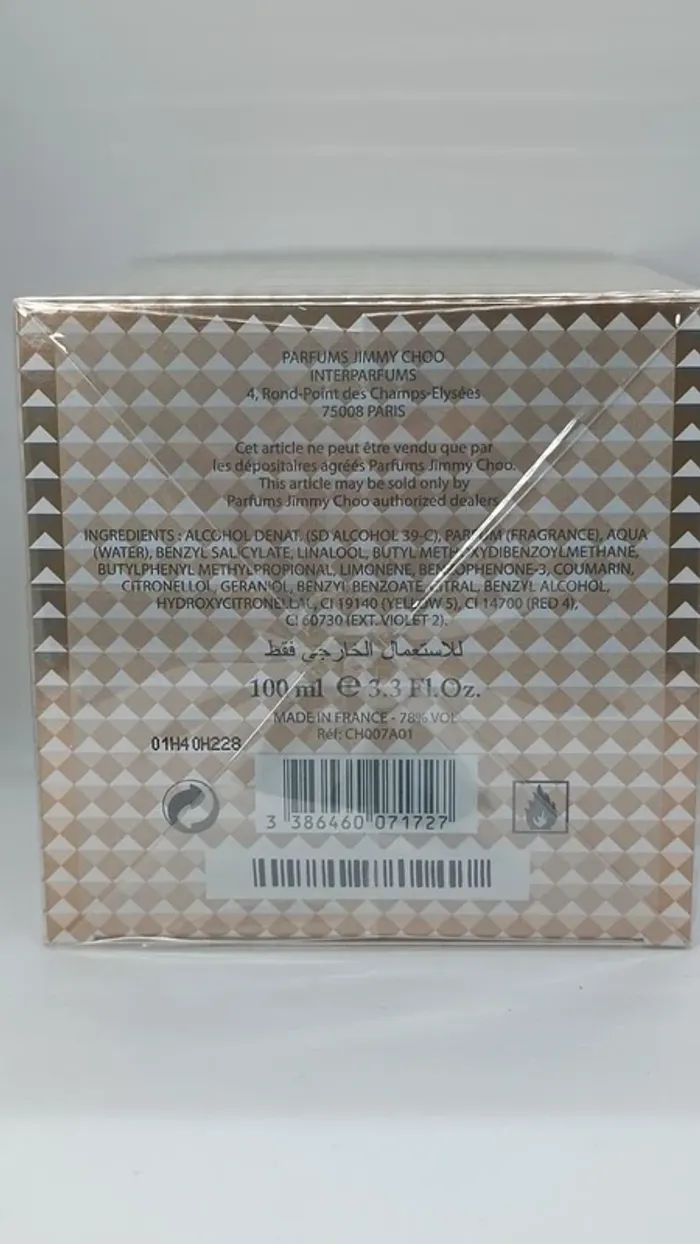 PARFUMS JIMMY CHOO
INTERPARFUMS
4, Rond-Point des Champs-Elysées
75008 PARIS
Cet article ne peut être vendu que par
les dépositaires agréés Parfums Jimmy Choo.
This article may be sold only by
Parfums Jimmy Choo authorized dealers
INGREDIENTS : ALCOHOL DENAT. (SD ALCOHOL 39-C), PARFUM (FRAGRANCE), AQUA
(WATER), BENZYL SALICYLATE, LINALOOL, BUTYL METHOXYDIBENZOYLMETHANE,
BUTYLPHENYL METHYLPROPIONAL, LIMONENE, BENZOPHENONE-3, COUMARIN,
CITRONELLOL, GERANIOL, BENZYL BENZOATE, CITRAL, BENZYL ALCOHOL,
HYDROXYCITRONELLAL, CI 19140 (YELLOW 5), CI 14700 (RED 4),
CI 60730 (EXT. VIOLET 2).
للاستعمال الخارجي فقط
100 ml ℮ 3.3 Fl.Oz.
MADE IN FRANCE - 78% VOL
Réf: CH007A01
01H40H228
3 386460 071727